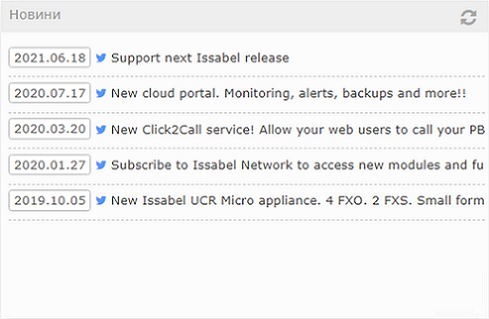 Новини
2021.06.18 Support next Issabel release
2020.07.17 New cloud portal. Monitoring, alerts, backups and more!!
2020.03.20 New Click2Call service! Allow your web users to call your PB
2020.01.27 Subscribe to Issabel Network to access new modules and fu
2019.10.05 New Issabel UCR Micro appliance. 4 FXO. 2 FXS. Small form